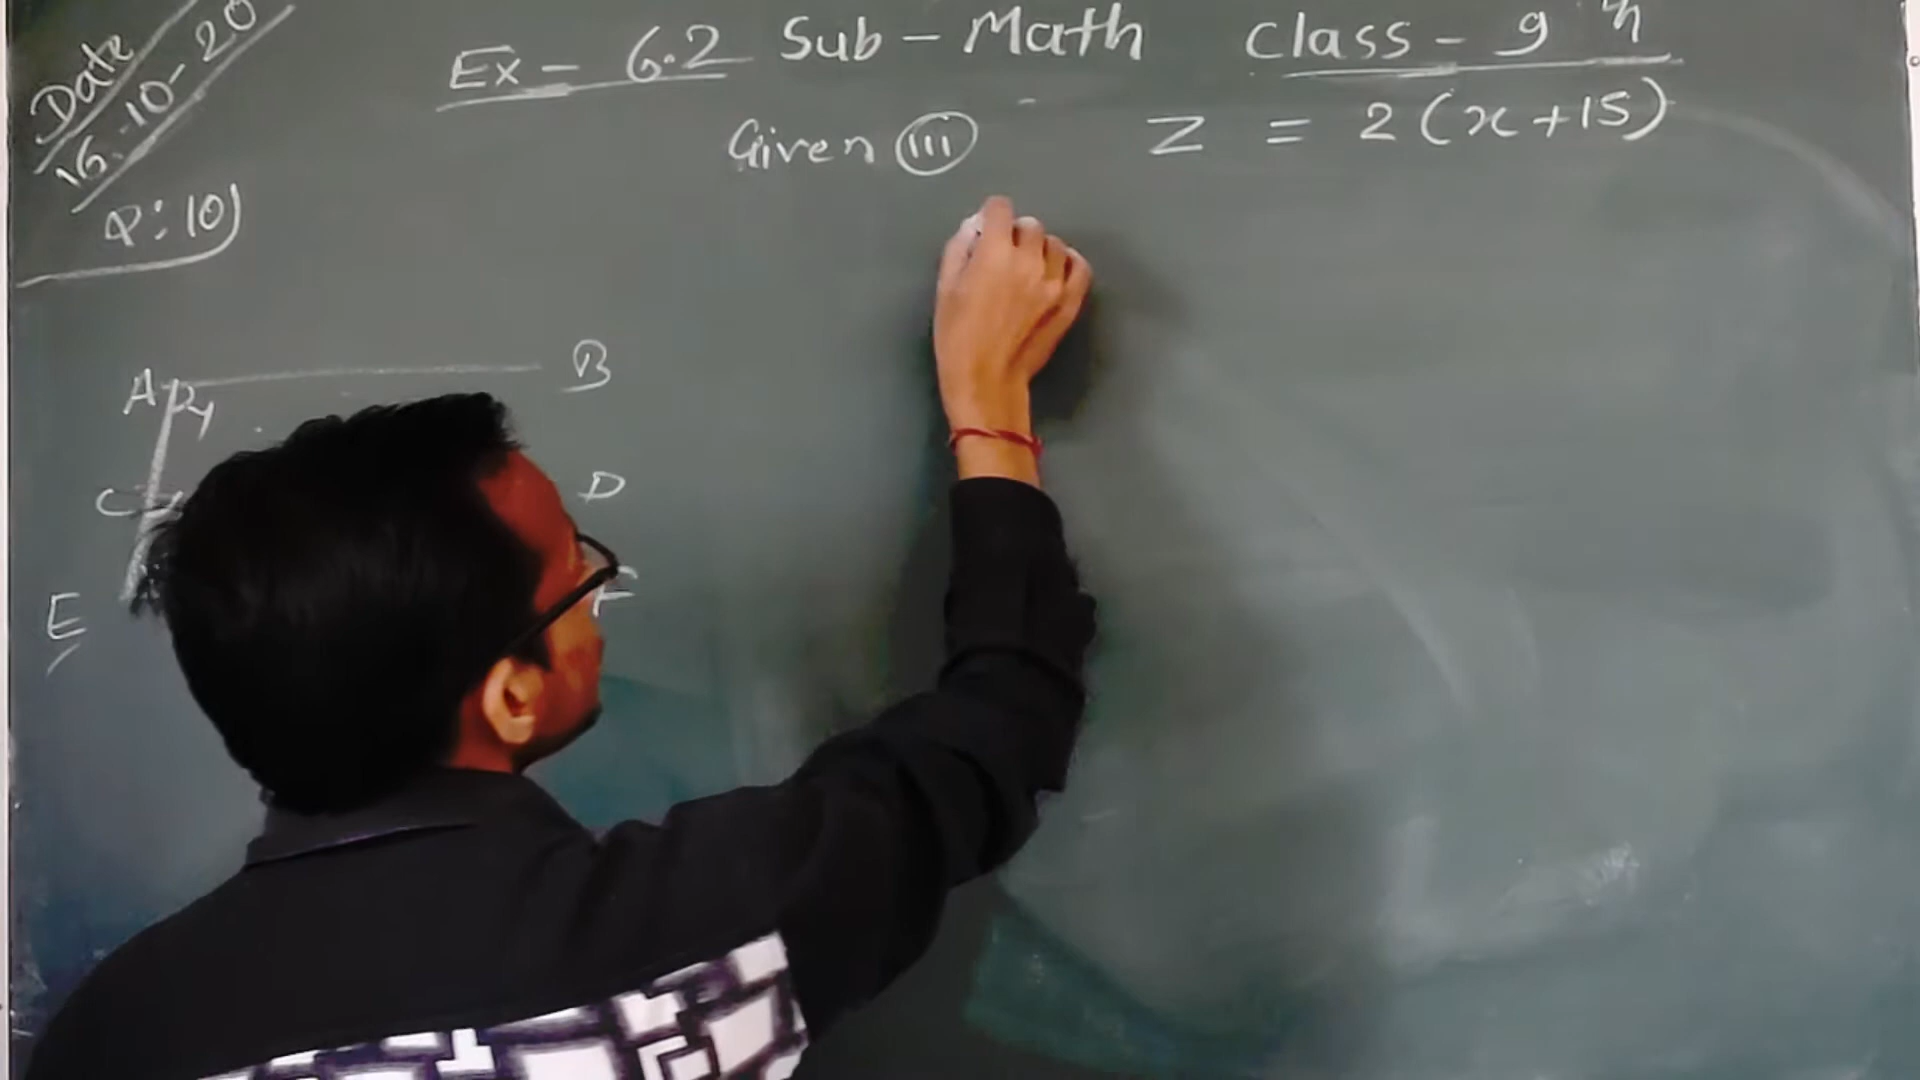 Date
16-10-20
Ex - 6.2 Sub - Math Class - 9th
Given (iii) Z = 2(x+15)
Q: 10)
A y B
C D
E F